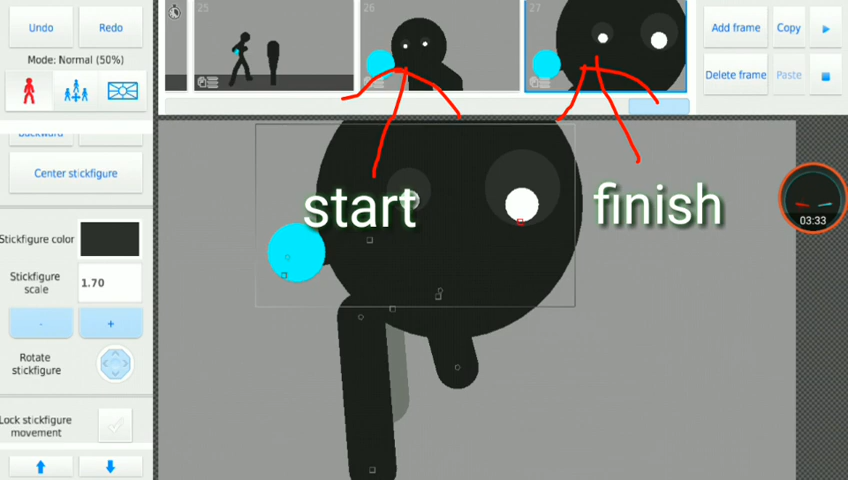 Undo
Redo
Mode: Normal (50%)
Backward
Center stickfigure
Stickfigure color
Stickfigure
scale
1.70
-
+
Rotate
stickfigure
Lock stickfigure
movement
25
26
27
Add frame
Copy
Delete frame
Paste
start
finish
03:33